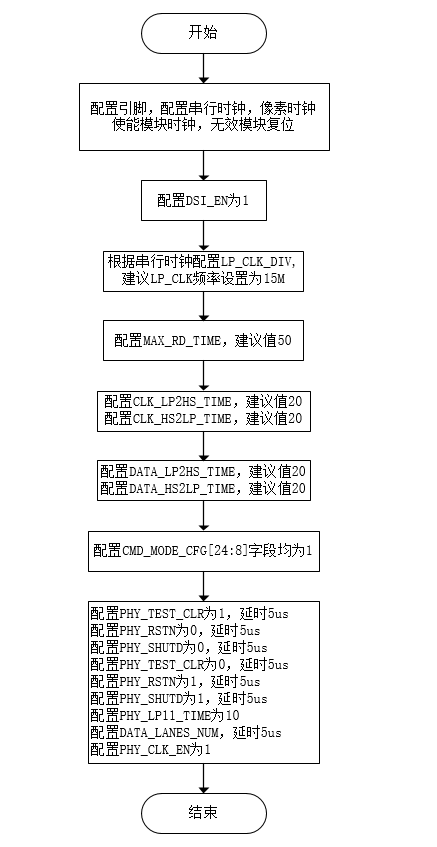 开始
配置引脚，配置串行时钟，像素时钟
使能模块时钟，无效模块复位
配置DSI_EN为1
根据串行时钟配置LP_CLK_DIV,
建议LP_CLK频率设置为15M
配置MAX_RD_TIME，建议值50
配置CLK_LP2HS_TIME，建议值20
配置CLK_HS2LP_TIME，建议值20
配置DATA_LP2HS_TIME，建议值20
配置DATA_HS2LP_TIME，建议值20
配置CMD_MODE_CFG[24:8]字段均为1
配置PHY_TEST_CLR为1，延时5us
配置PHY_RSTN为0，延时5us
配置PHY_SHUTD为0，延时5us
配置PHY_TEST_CLR为0，延时5us
配置PHY_RSTN为1，延时5us
配置PHY_SHUTD为1，延时5us
配置PHY_LP11_TIME为10
配置DATA_LANES_NUM，延时5us
配置PHY_CLK_EN为1
结束